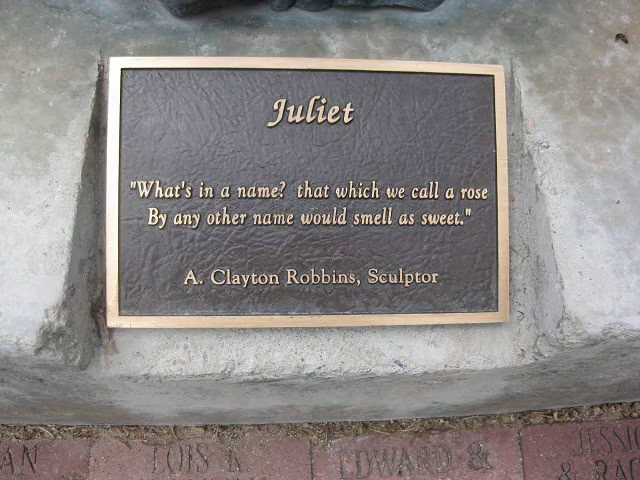 Juliet
"What's in a name? that which we call a rose
By any other name would smell as sweet."
A. Clayton Robbins, Sculptor
LOIS
EDWARD &
&